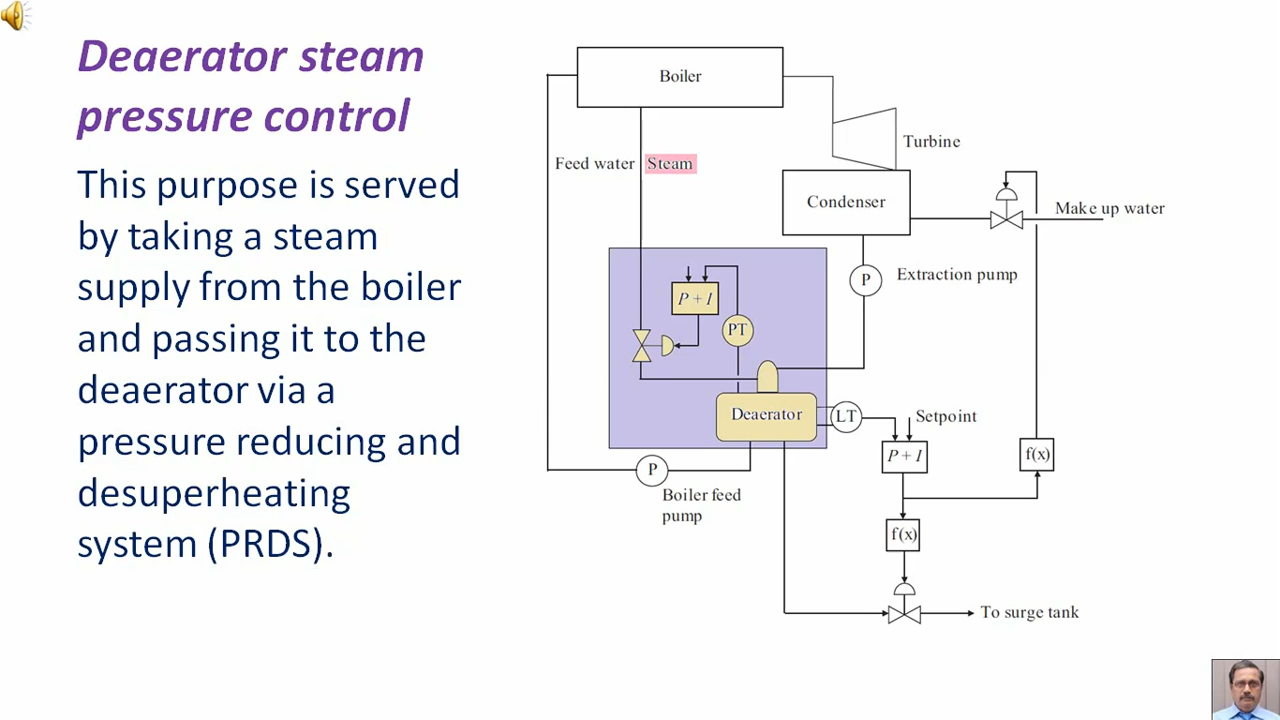 Deaerator steam
pressure control
This purpose is served
by taking a steam
supply from the boiler
and passing it to the
deaerator via a
pressure reducing and
desuperheating
system (PRDS).
Boiler
Turbine
Feed water
Steam
Condenser
Make up water
P
Extraction pump
P + I
PT
Deaerator
LT
Setpoint
P + I
f(x)
P
Boiler feed
pump
f(x)
To surge tank